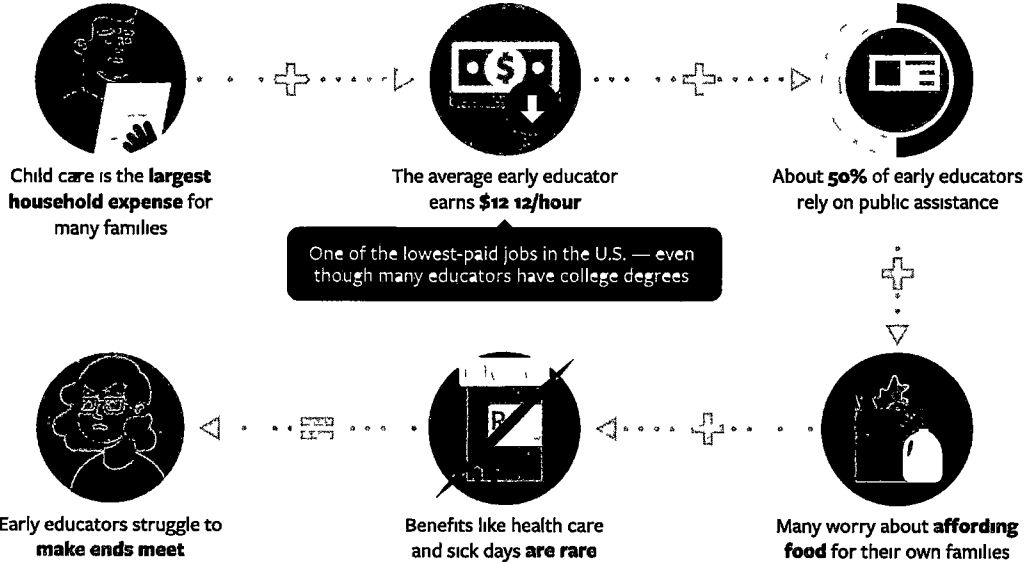 Child care is the largest
household expense for
many families
The average early educator
earns $12 12/hour
One of the lowest-paid jobs in the U.S. — even
though many educators have college degrees
About 50% of early educators
rely on public assistance
Many worry about affording
food for their own families
Benefits like health care
and sick days are rare
Early educators struggle to
make ends meet